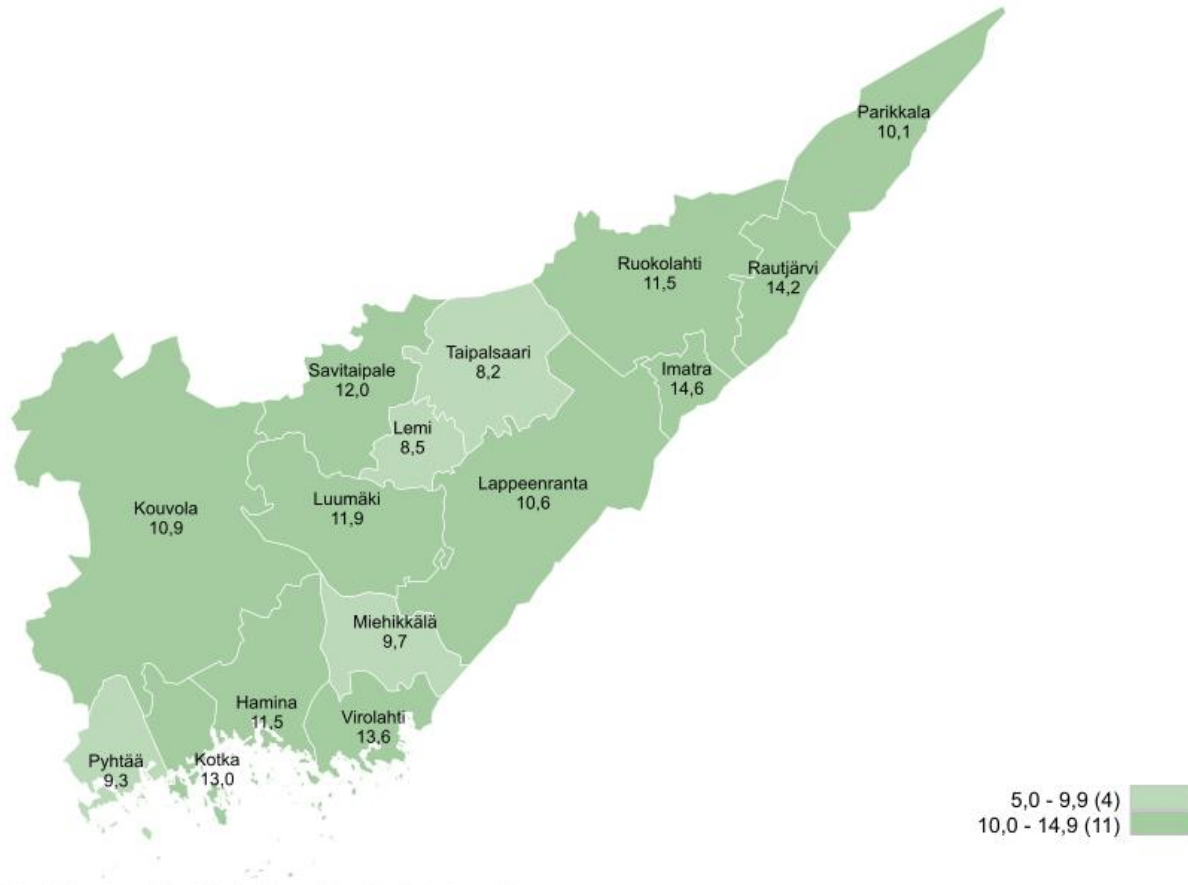 Parikkala
10,1
Ruokolahti
11,5
Rautjärvi
14,2
Taipalsaari
8,2
Savitaipale
12,0
Imatra
14,6
Lemi
8,5
Lappeenranta
10,6
Luumäki
11,9
Kouvola
10,9
Miehikkälä
9,7
Hamina
11,5
Virolahti
13,6
Pyhtää
9,3
Kotka
13,0
5,0 - 9,9 (4)
10,0 - 14,9 (11)